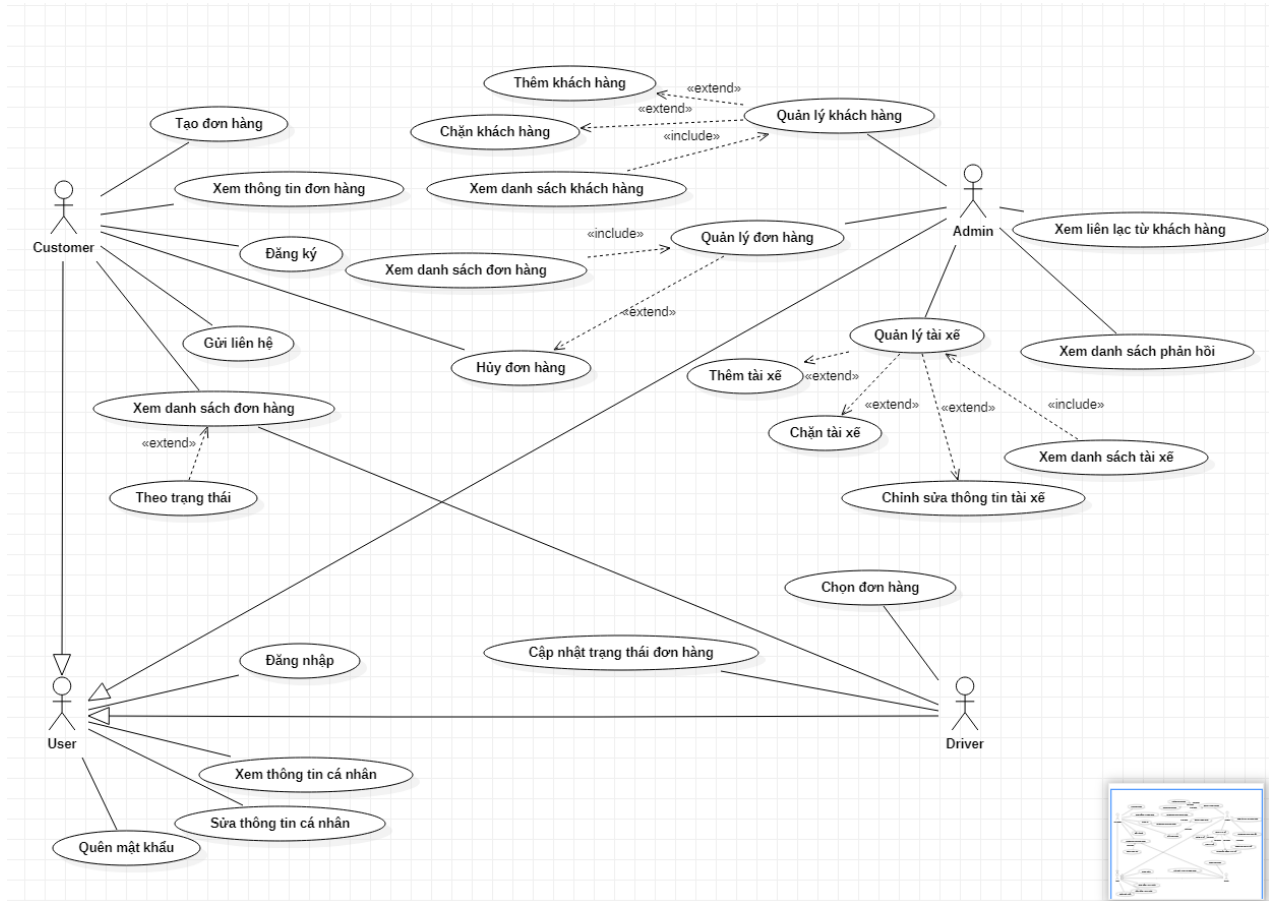 Thêm khách hàng
«extend»
Quản lý khách hàng
«extend»
Tạo đơn hàng
Chặn khách hàng
«include»
Xem thông tin đơn hàng
Xem danh sách khách hàng
Customer
Admin
Xem liên lạc từ khách hàng
«include»
Quản lý đơn hàng
Đăng ký
Xem danh sách đơn hàng
«extend»
Gửi liên hệ
Quản lý tài xế
Xem danh sách phản hồi
Hủy đơn hàng
Thêm tài xế
«extend»
Xem danh sách đơn hàng
«extend»
«extend»
«include»
Chặn tài xế
«extend»
Xem danh sách tài xế
Theo trạng thái
Chỉnh sửa thông tin tài xế
Chọn đơn hàng
Đăng nhập
Cập nhật trạng thái đơn hàng
User
Driver
Xem thông tin cá nhân
Sửa thông tin cá nhân
Quên mật khẩu